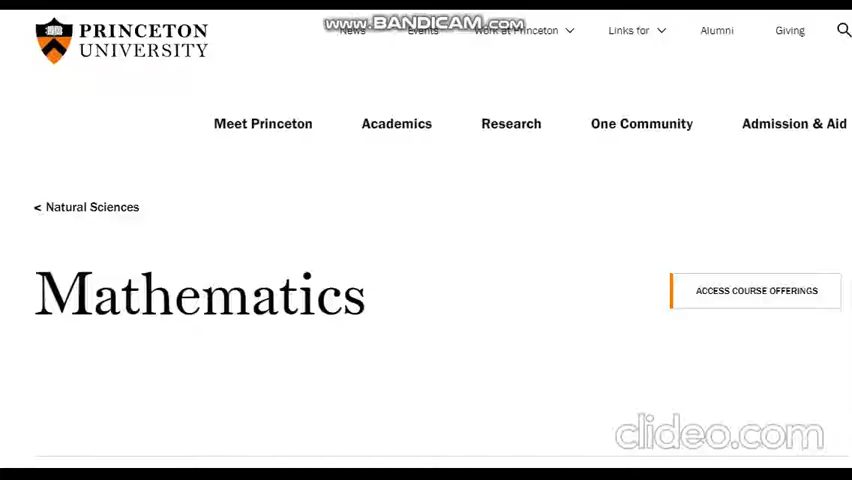 www.BANDICAM.com
PRINCETON
UNIVERSITY
News Events Work at Princeton Links for Alumni Giving
Meet Princeton Academics Research One Community Admission & Aid
< Natural Sciences
Mathematics
ACCESS COURSE OFFERINGS
clideo.com